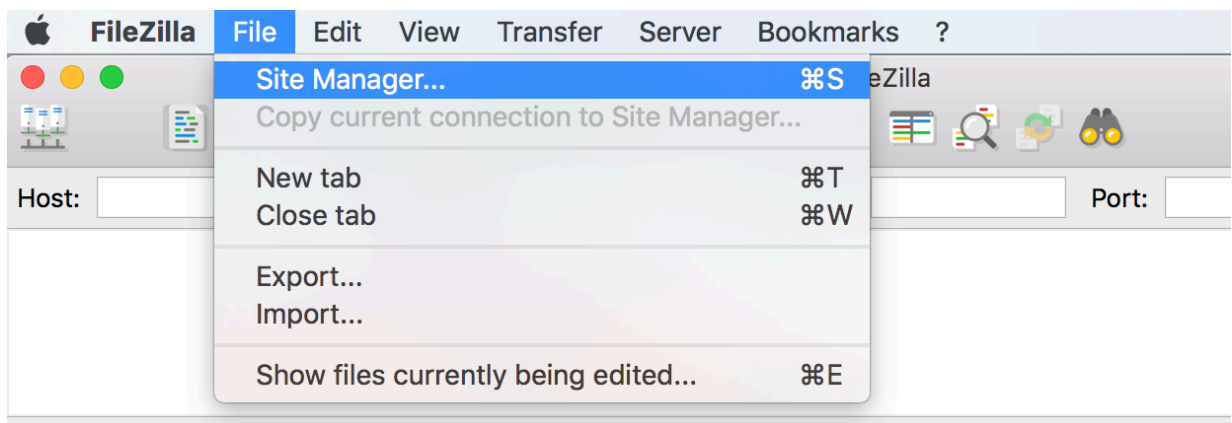 FileZilla File Edit View Transfer Server Bookmarks ?
Site Manager... ⌘S
eZilla
Copy current connection to Site Manager...
New tab ⌘T
Host: Port:
Close tab ⌘W
Export...
Import...
Show files currently being edited... ⌘E